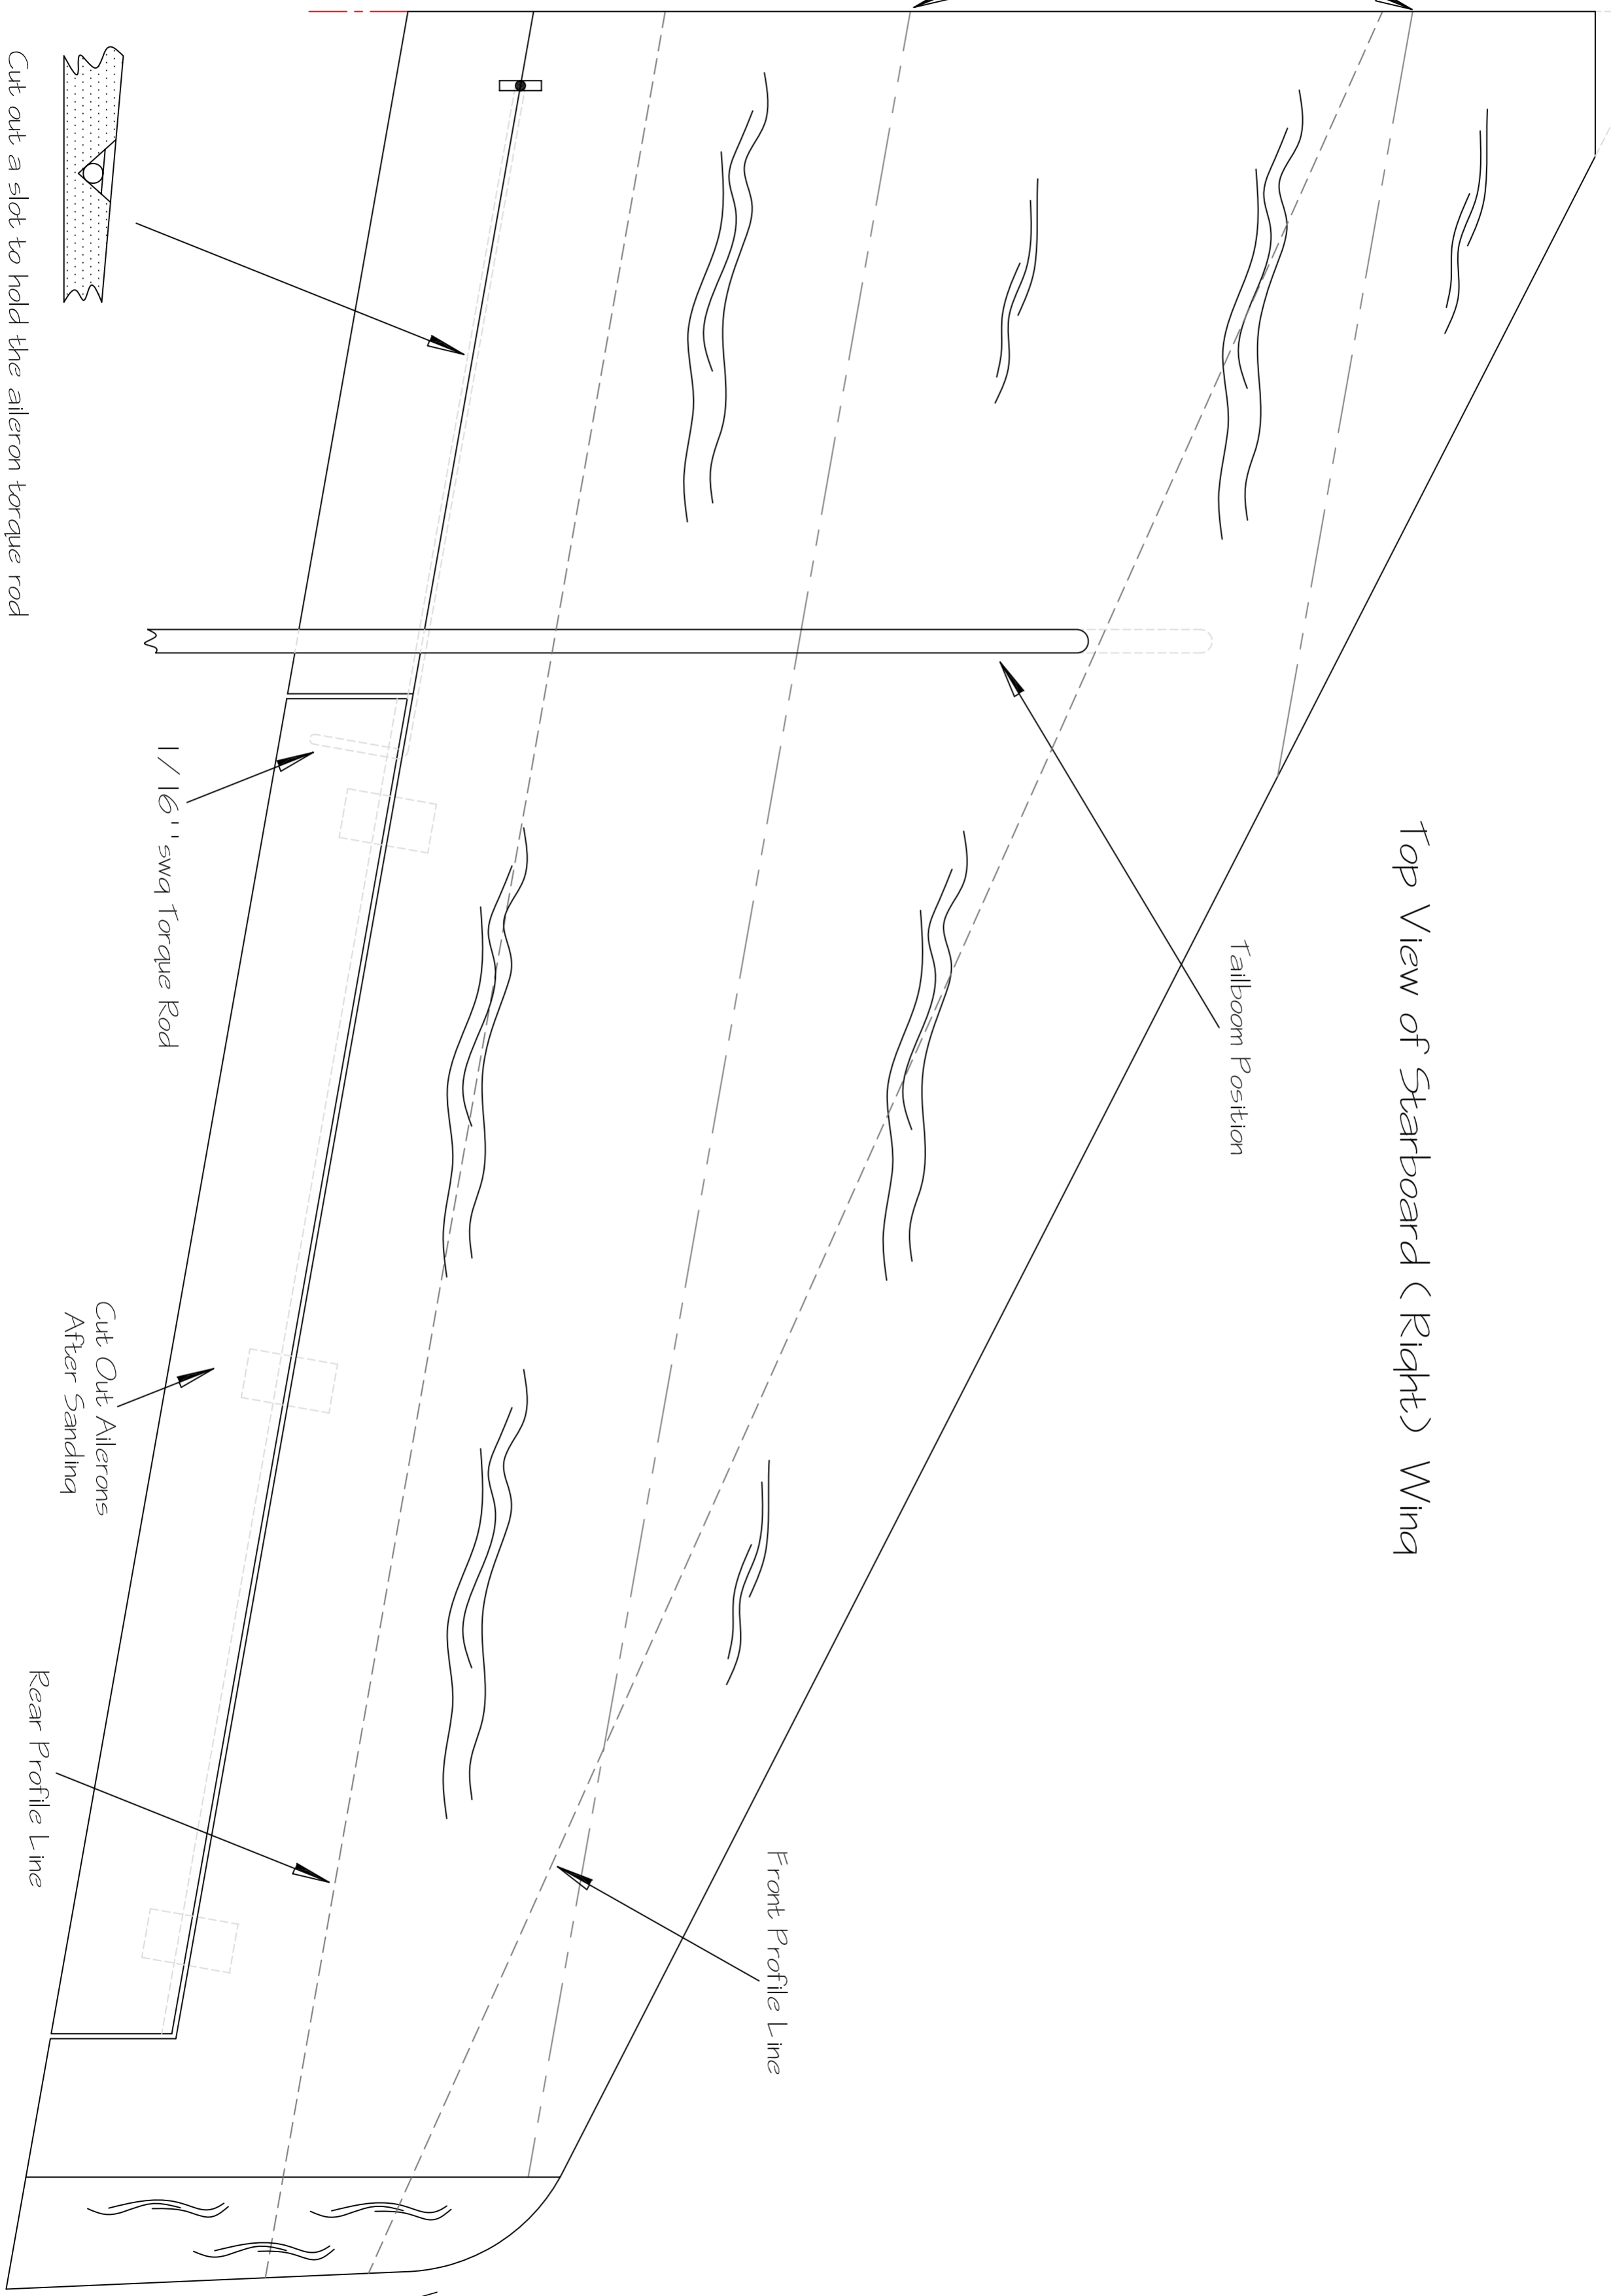 Top View of Starboard (Right) Wing
Tailboom Position
Front Profile Line
1/16'' swg Torque Rod
Cut Out Ailerons
After Sanding
Rear Profile Line
Cut out a slot to hold the aileron torque rod